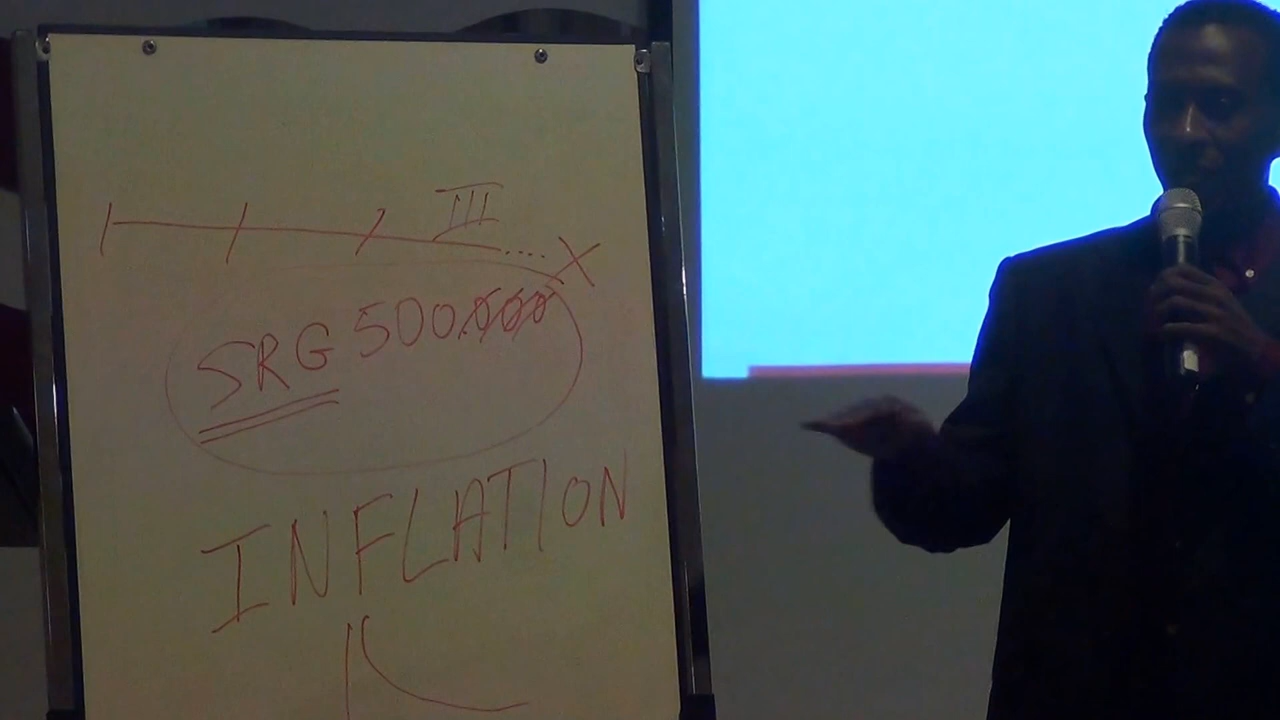 III
.... X
SRG 500.000
INFLATION